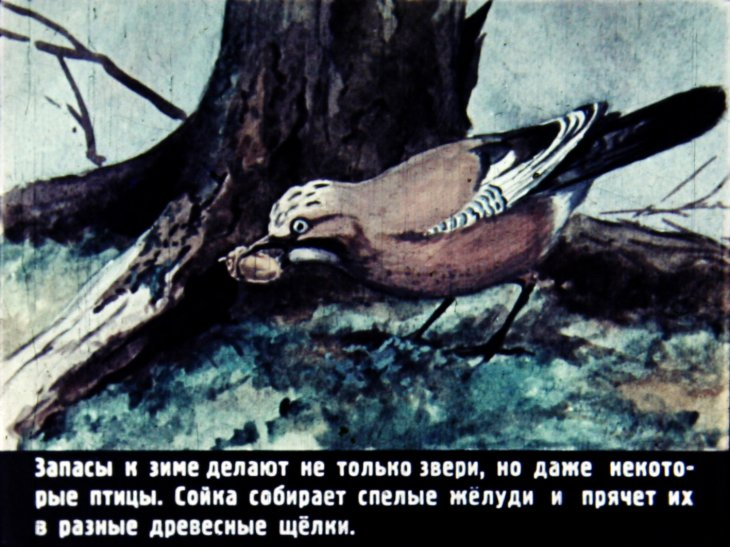 Запасы к зиме делают не только звери, но даже некото-
рые птицы. Сойка собирает спелые жёлуди и прячет их
в разные древесные щёлки.